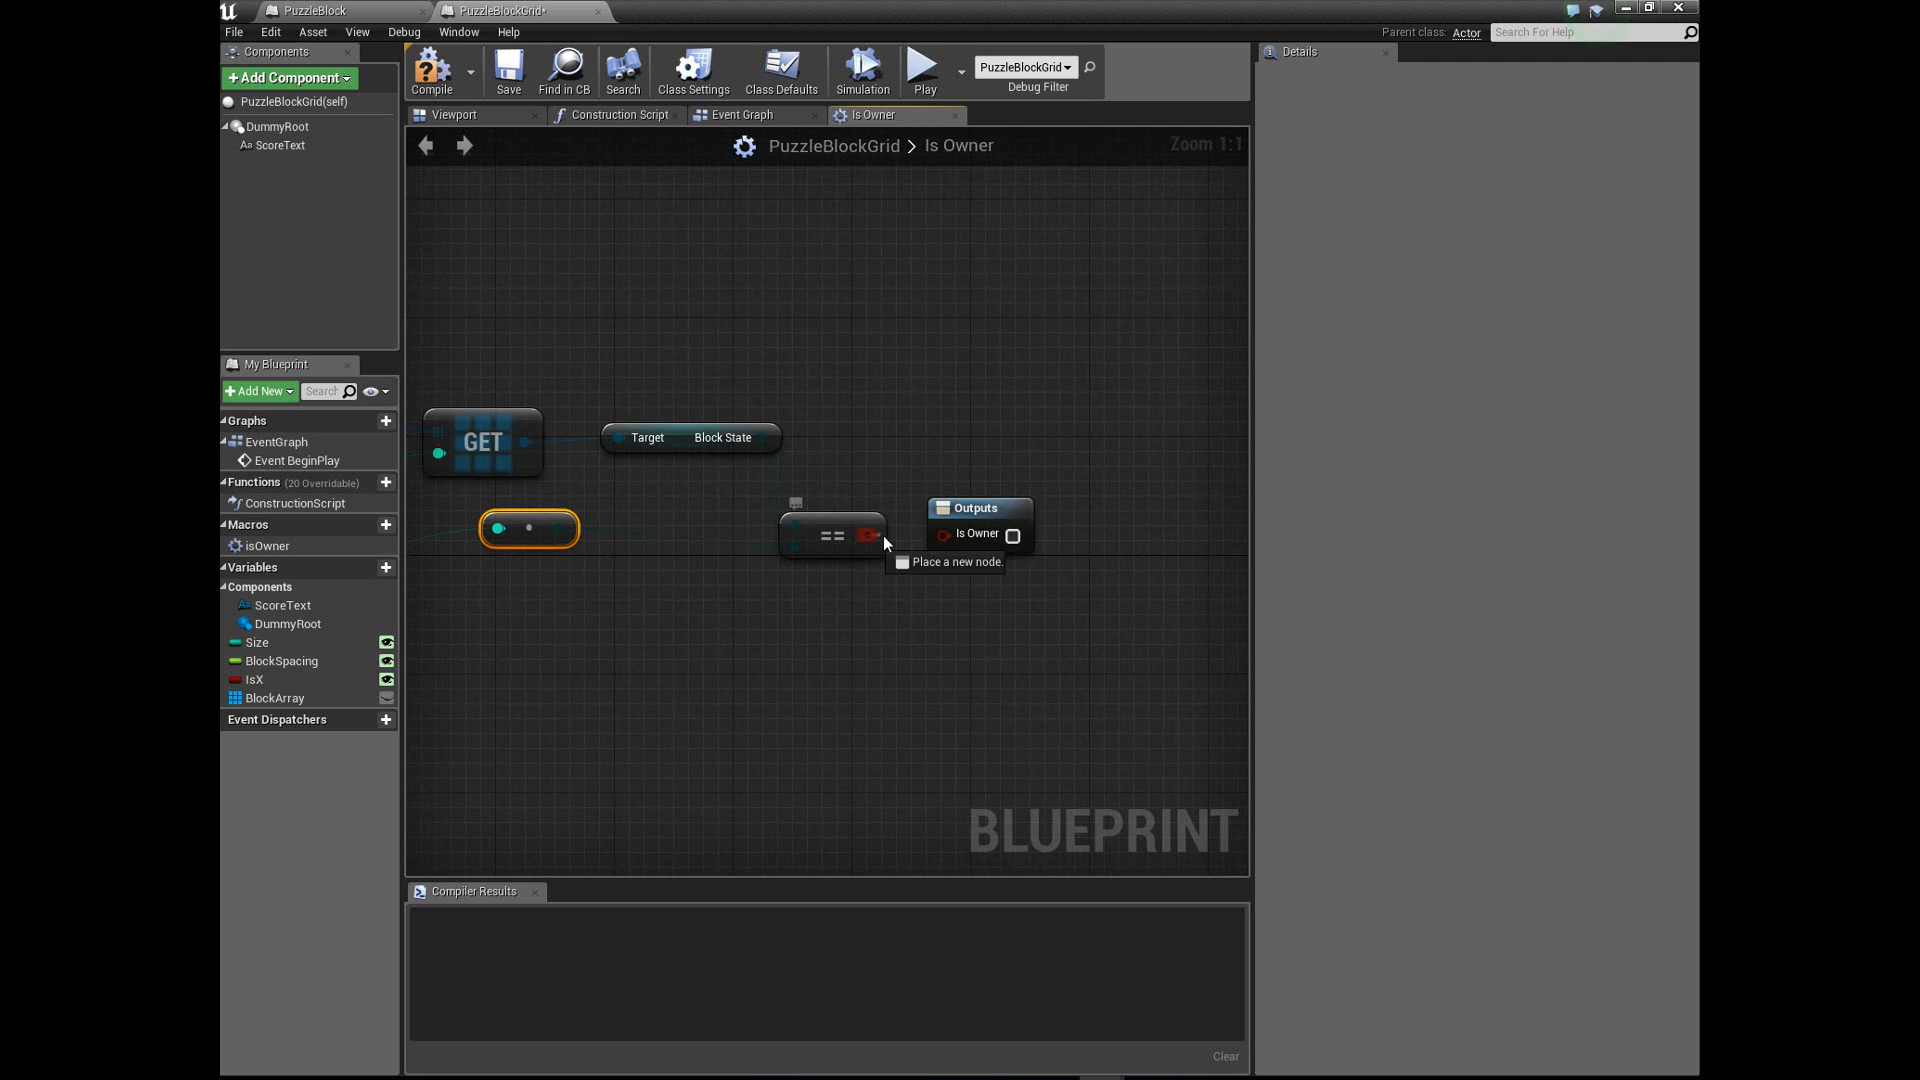 PuzzleBlock
PuzzleBlockGrid*
File Edit Asset View Debug Window Help
Parent class: Actor
Search For Help
Components
+Add Component
PuzzleBlockGrid(self)
DummyRoot
ScoreText
Compile
Save
Find in CB
Search
Class Settings
Class Defaults
Simulation
Play
PuzzleBlockGrid
Debug Filter
Details
Viewport
Construction Script
Event Graph
Is Owner
PuzzleBlockGrid > Is Owner
Zoom 1:1
My Blueprint
+Add New
Search
Graphs
EventGraph
Event BeginPlay
Functions (20 Overridable)
ConstructionScript
Macros
isOwner
Variables
Components
ScoreText
DummyRoot
Size
BlockSpacing
IsX
BlockArray
Event Dispatchers
GET
Target Block State
==
Outputs
Is Owner
Place a new node.
BLUEPRINT
Compiler Results
Clear